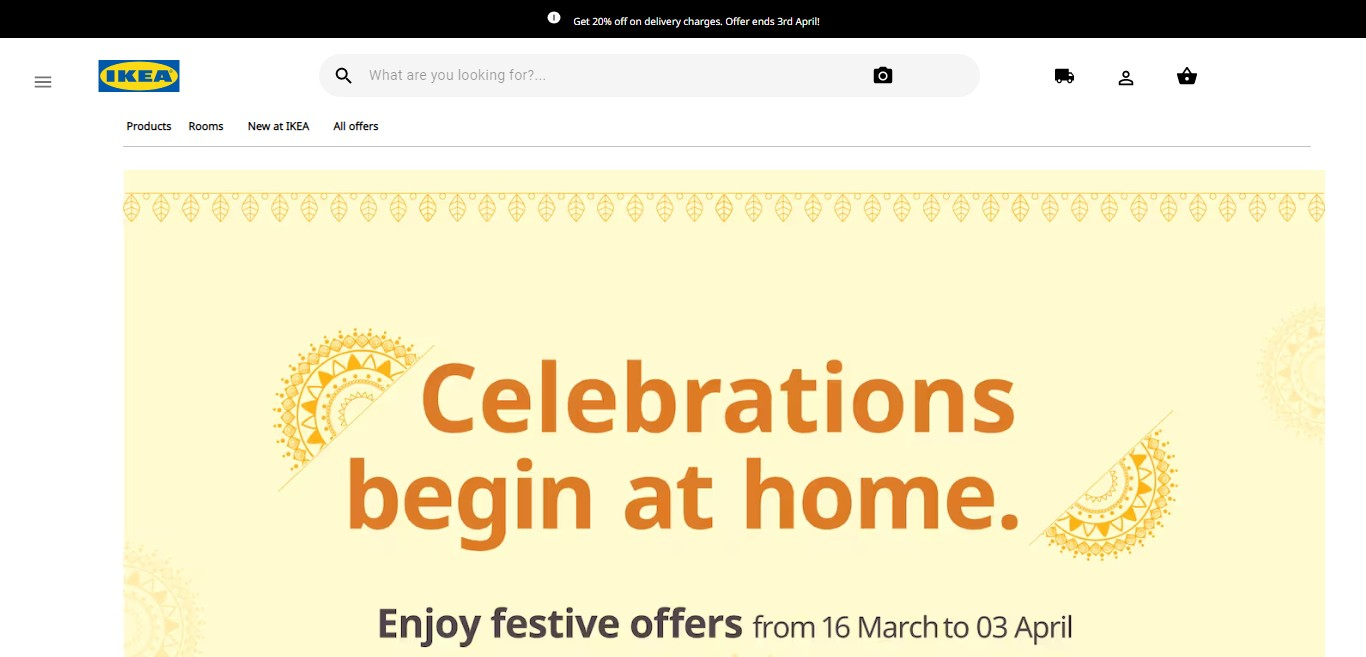 Get 20% off on delivery charges. Offer ends 3rd April!
IKEA
What are you looking for?...
Products Rooms New at IKEA All offers
Celebrations
begin at home.
Enjoy festive offers from 16 March to 03 April